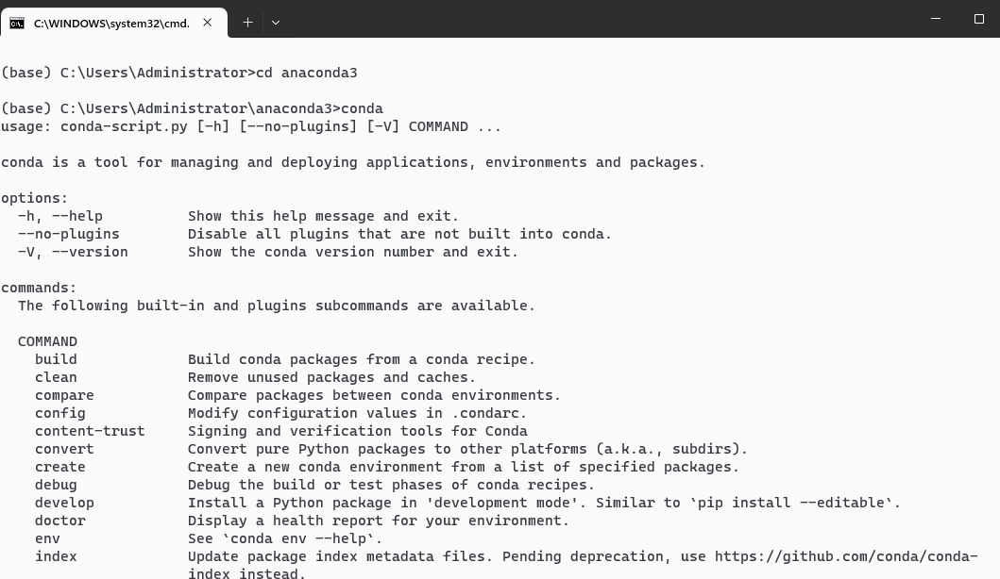 C:\WINDOWS\system32\cmd.
(base) C:\Users\Administrator>cd anaconda3
(base) C:\Users\Administrator\anaconda3>conda
usage: conda-script.py [-h] [--no-plugins] [-V] COMMAND ...
conda is a tool for managing and deploying applications, environments and packages.
options:
  -h, --help          Show this help message and exit.
  --no-plugins        Disable all plugins that are not built into conda.
  -V, --version       Show the conda version number and exit.
commands:
  The following built-in and plugins subcommands are available.
  COMMAND
    build             Build conda packages from a conda recipe.
    clean             Remove unused packages and caches.
    compare           Compare packages between conda environments.
    config            Modify configuration values in .condarc.
    content-trust     Signing and verification tools for Conda
    convert           Convert pure Python packages to other platforms (a.k.a., subdirs).
    create            Create a new conda environment from a list of specified packages.
    debug             Debug the build or test phases of conda recipes.
    develop           Install a Python package in 'development mode'. Similar to `pip install --editable`.
    doctor            Display a health report for your environment.
    env               See `conda env --help`.
    index             Update package index metadata files. Pending deprecation, use https://github.com/conda/conda-
                      index instead.